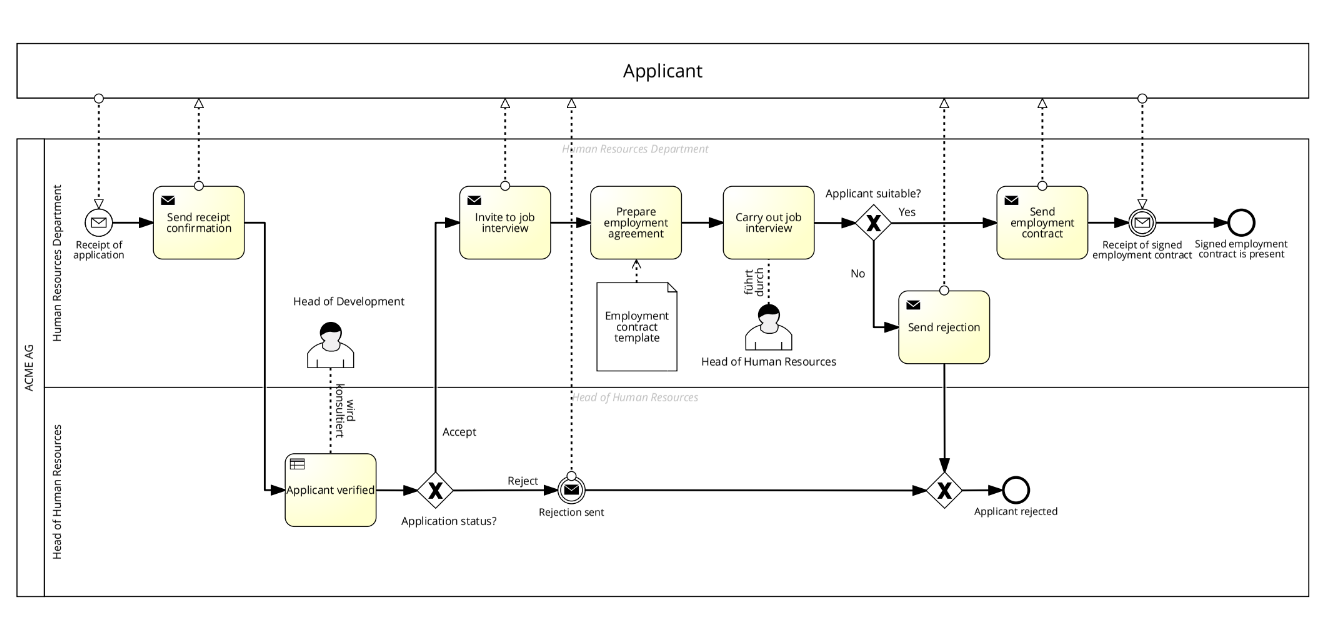 Applicant
ACME AG
Human Resources Department
Human Resources Department
Receipt of
application
Send receipt
confirmation
Invite to job
interview
Prepare
employment
agreement
Carry out job
interview
Applicant suitable?
Yes
No
Send
employment
contract
Receipt of signed
employment contract
Signed employment
contract is present
Head of Development
wird
konsultiert
Employment
contract
template
führt
durch
Head of Human Resources
Send rejection
Head of Human Resources
Head of Human Resources
Accept
Applicant verified
Application status?
Reject
Rejection sent
Applicant rejected